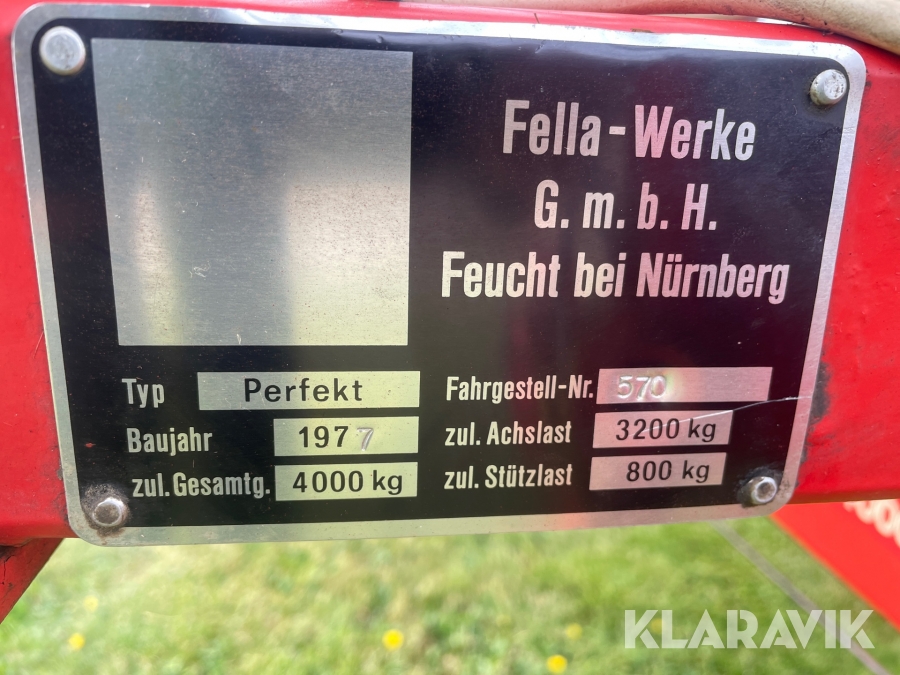 Fella-Werke
G. m. b. H.
Feucht bei Nürnberg
Typ Perfekt
Fahrgestell-Nr. 570
Baujahr 1977
zul. Achslast 3200 kg
zul. Gesamtg. 4000 kg
zul. Stützlast 800 kg
KLARAVIK